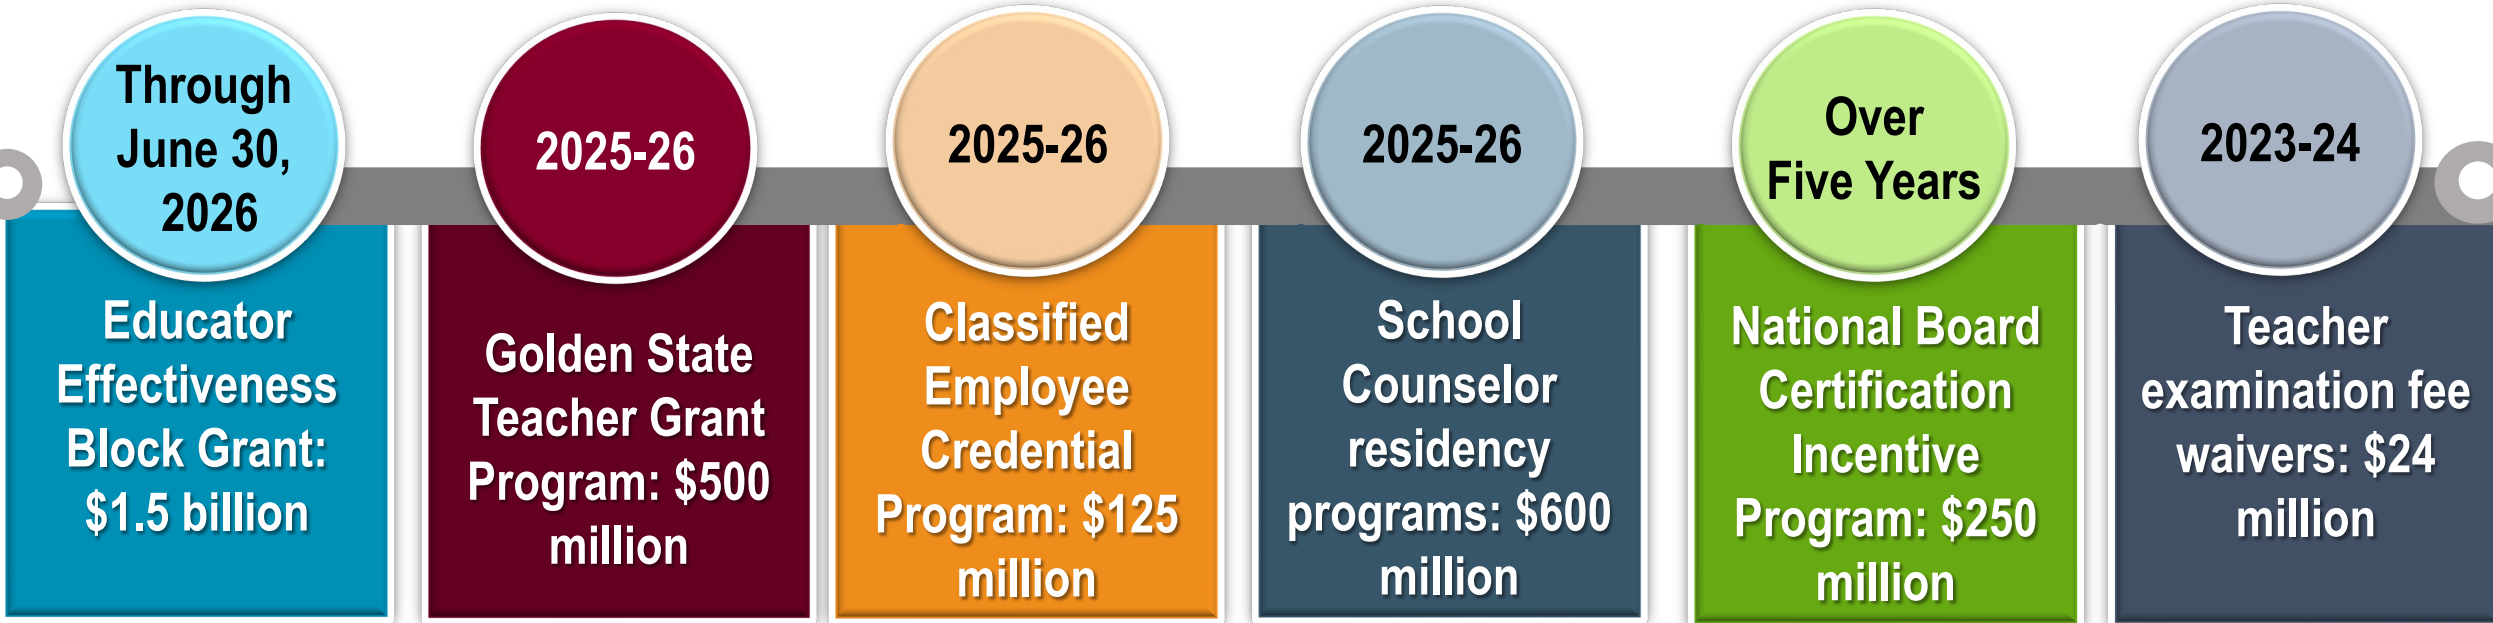 Through
June 30,
2026
Educator
Effectiveness
Block Grant:
$1.5 billion
2025-26
Golden State
Teacher Grant
Program: $500
million
2025-26
Classified
Employee
Credential
Program: $125
million
2025-26
School
Counselor
residency
programs: $600
million
Over
Five Years
National Board
Certification
Incentive
Program: $250
million
2023-24
Teacher
examination fee
waivers: $24
million